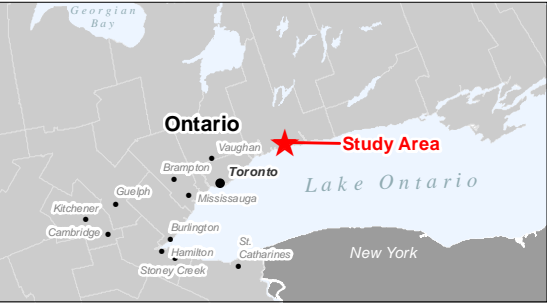 Georgian
Bay
Ontario
Vaughan
Study Area
Brampton
Toronto
Lake Ontario
Guelph
Mississauga
Kitchener
Cambridge
Burlington
Hamilton
St.
Catharines
Stoney Creek
New York